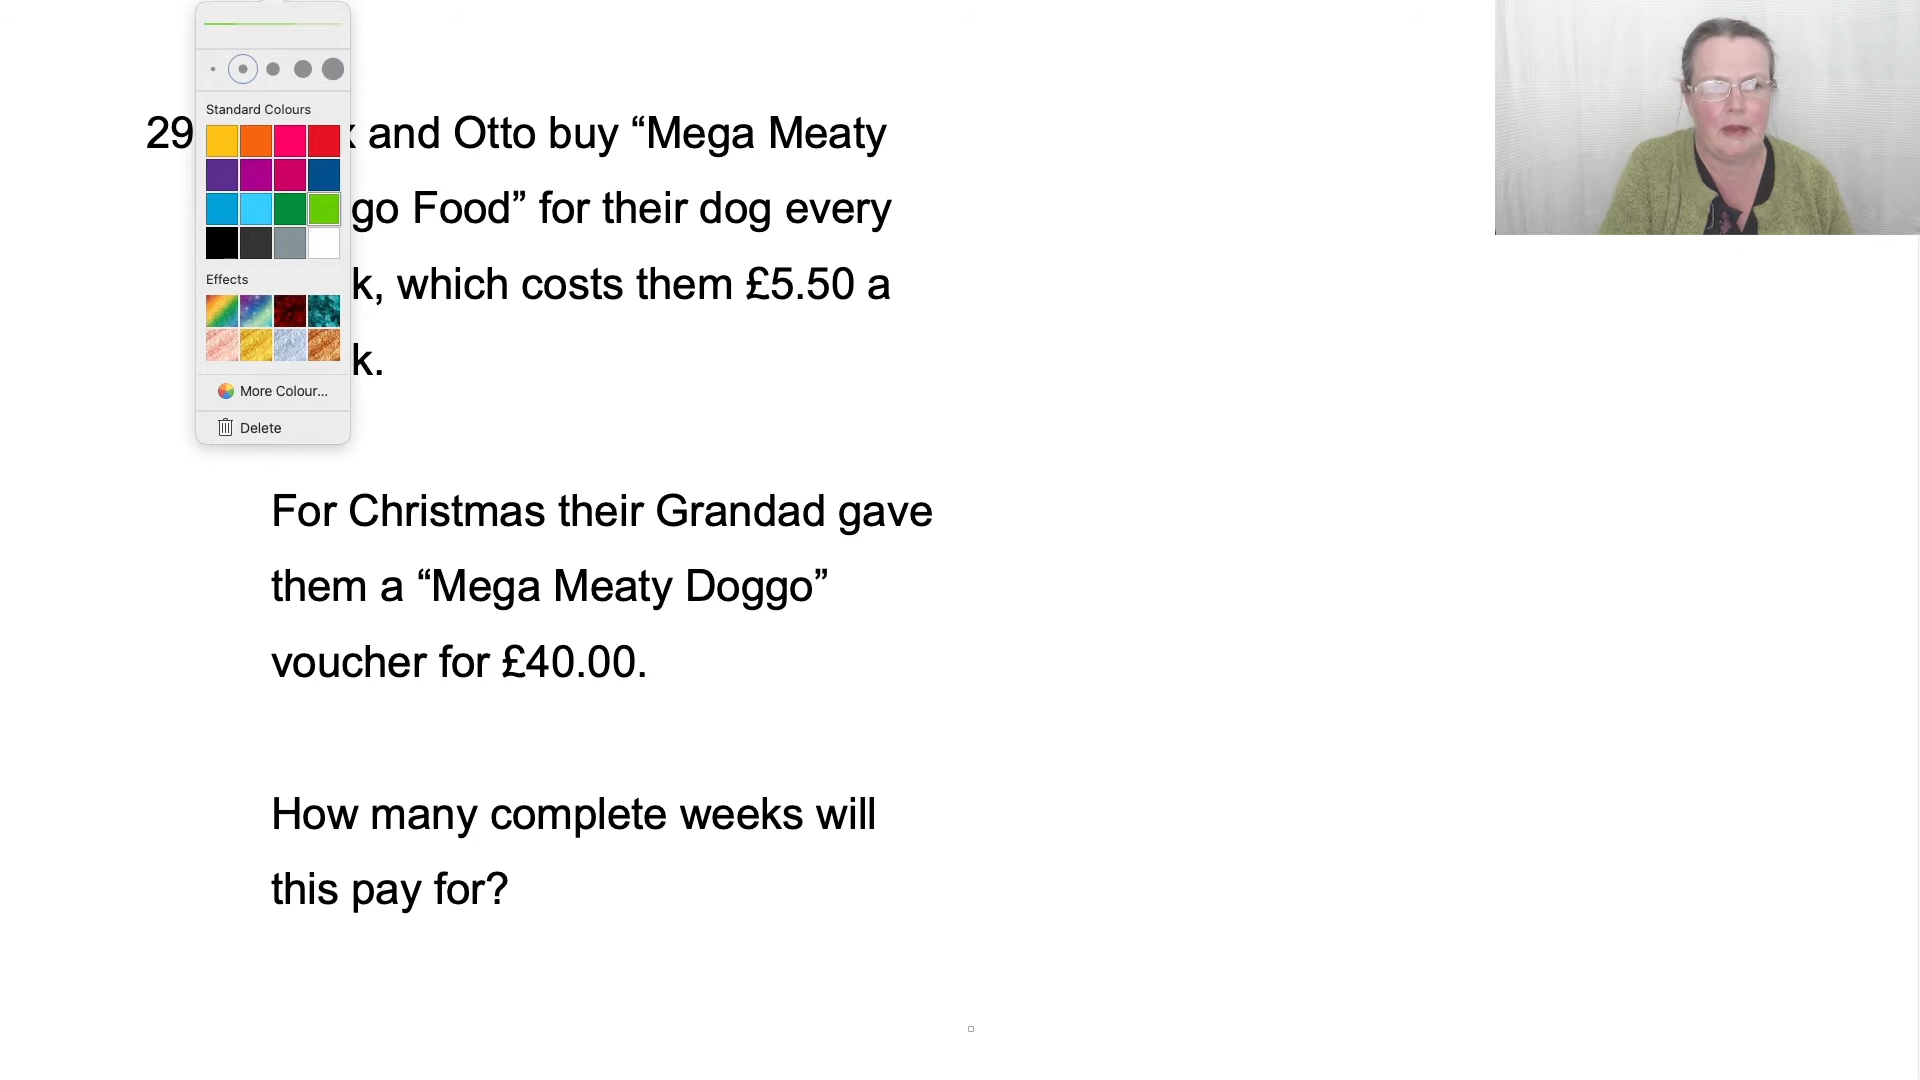 Standard Colours
29
and Otto buy “Mega Meaty
go Food” for their dog every
k, which costs them £5.50 a
k.
Effects
More Colour...
Delete
For Christmas their Grandad gave
them a “Mega Meaty Doggo”
voucher for £40.00.
How many complete weeks will
this pay for?